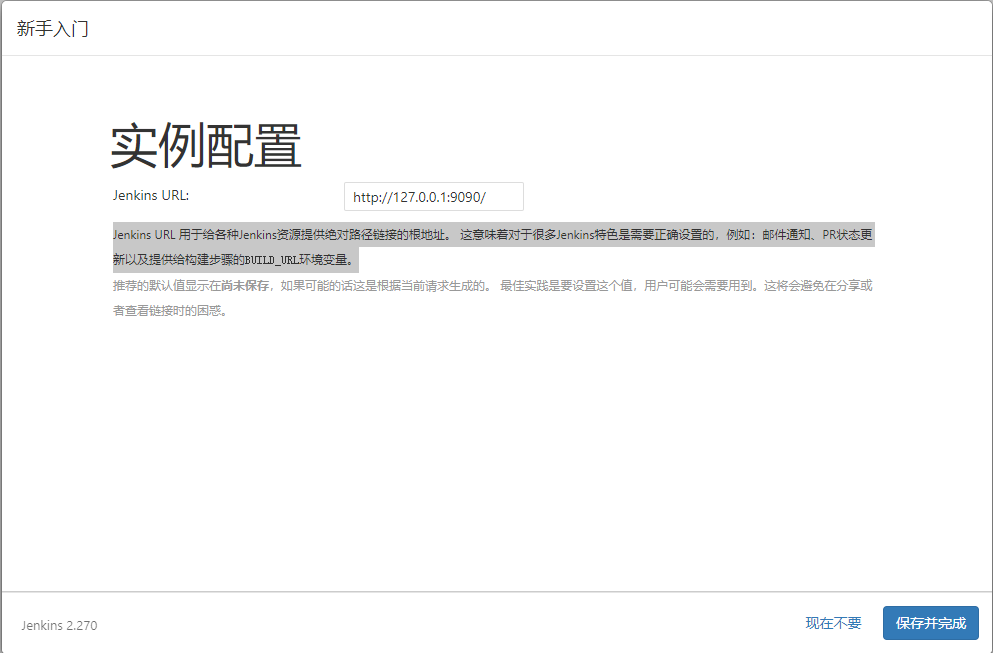 新手入门
实例配置
Jenkins URL:
http://127.0.0.1:9090/
Jenkins URL 用于给各种Jenkins资源提供绝对路径链接的根地址。 这意味着对于很多Jenkins特色是需要正确设置的，例如：邮件通知、PR状态更
新以及提供给构建步骤的BUILD_URL环境变量。
推荐的默认值显示在尚未保存，如果可能的话这是根据当前请求生成的。 最佳实践是要设置这个值，用户可能会需要用到。这将会避免在分享或
者查看链接时的困惑。
Jenkins 2.270
现在不要
保存并完成